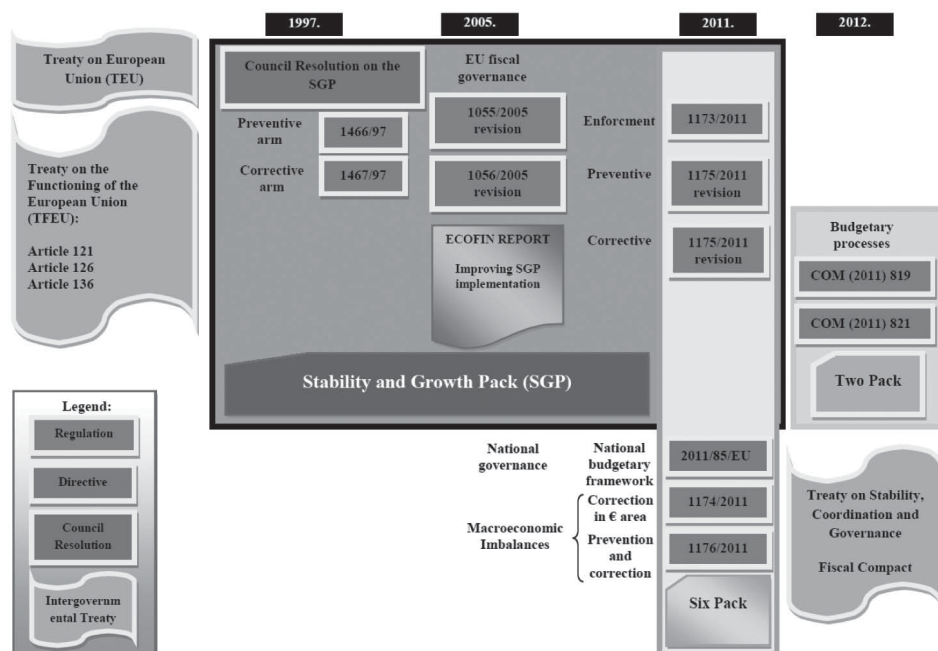 1997.
2005.
2011.
2012.
Treaty on European
Union (TEU)
Treaty on the
Functioning of the
European Union
(TFEU):
Article 121
Article 126
Article 136
Council Resolution on the
SGP
Preventive
arm
1466/97
Corrective
arm
1467/97
EU fiscal
governance
1055/2005
revision
1056/2005
revision
ECOFIN REPORT
Improving SGP
implementation
Enforcment
1173/2011
Preventive
1175/2011
revision
Corrective
1175/2011
revision
Stability and Growth Pack (SGP)
Budgetary
processes
COM (2011) 819
COM (2011) 821
Two Pack
Legend:
Regulation
Directive
Council
Resolution
Intergovernm
ental Treaty
National
governance
National
budgetary
framework
2011/85/EU
Macroeconomic
Imbalances
Correction
in € area
1174/2011
Prevention
and
correction
1176/2011
Six Pack
Treaty on Stability,
Coordination and
Governance
Fiscal Compact